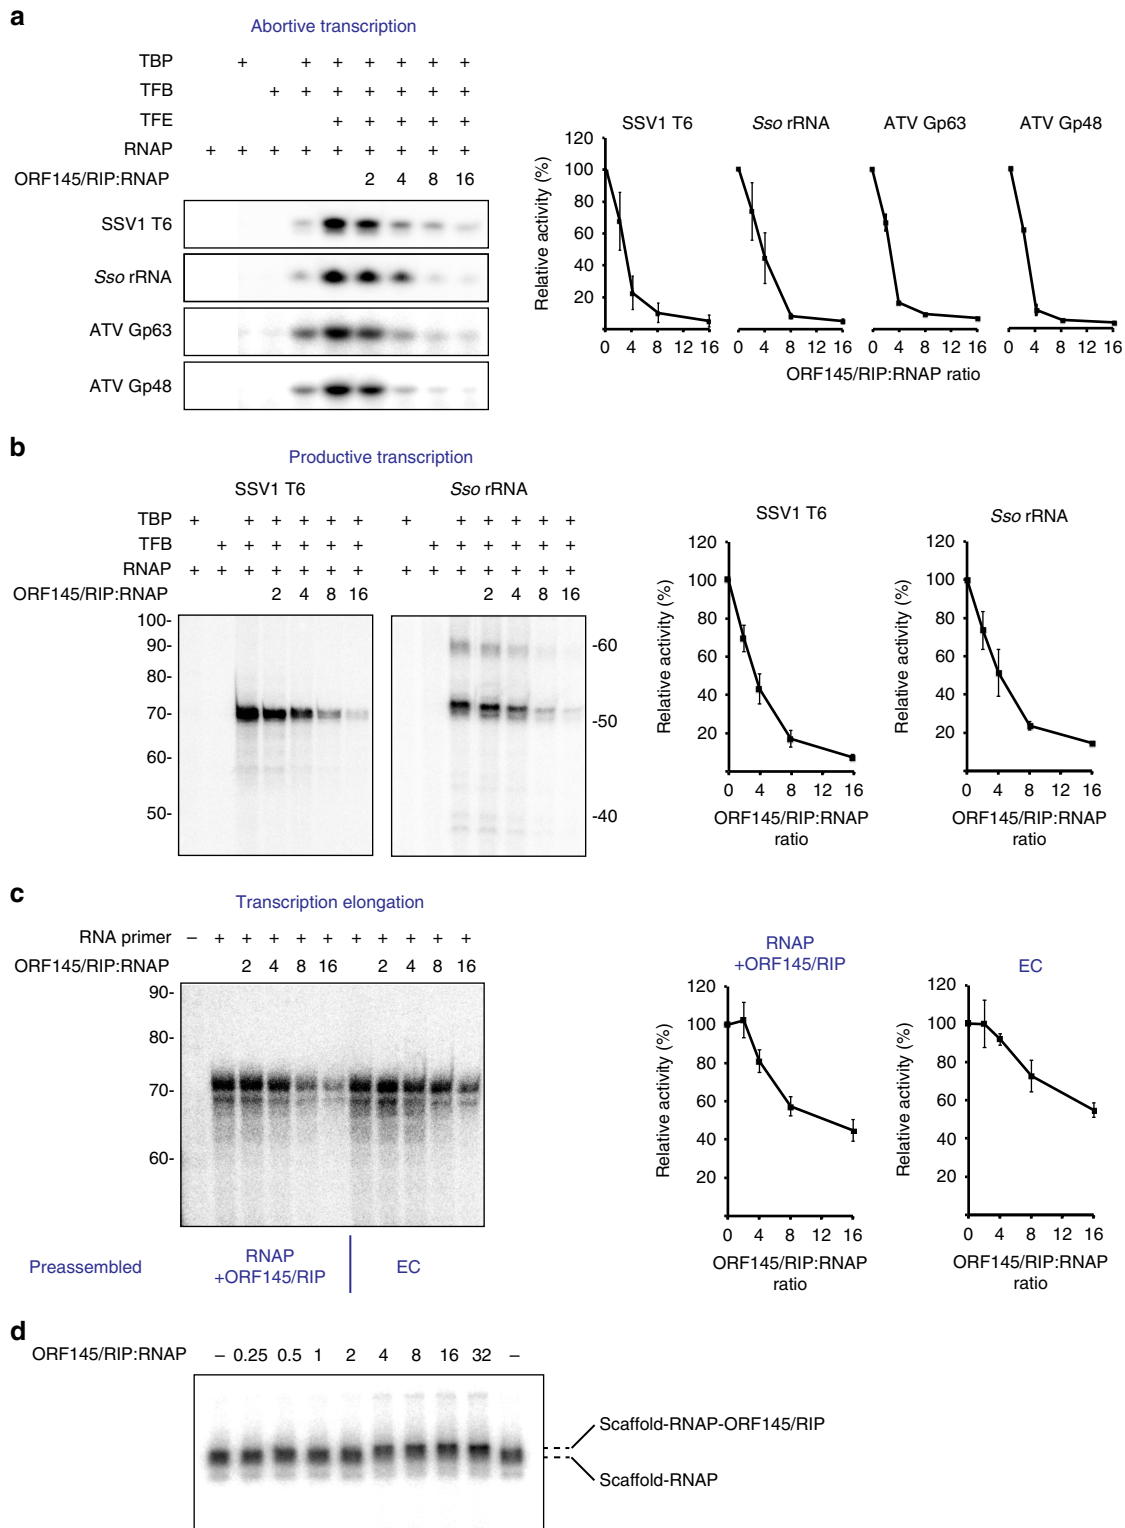 a
Abortive transcription
TBP + + + + + + +
TFB + + + + + + +
TFE + + + + +
RNAP + + + + + + + + +
ORF145/RIP:RNAP 2 4 8 16
SSV1 T6
Sso rRNA
ATV Gp63
ATV Gp48
SSV1 T6 Sso rRNA ATV Gp63 ATV Gp48
Relative activity (%)
120
100
80
60
40
20
0 4 8 12 16 0 4 8 12 16 0 4 8 12 16 0 4 8 12 16
ORF145/RIP:RNAP ratio
b
Productive transcription
SSV1 T6 Sso rRNA
TBP + + + + + + + + + + + +
TFB + + + + + + + + + + + +
RNAP + + + + + + + + + + + + + +
ORF145/RIP:RNAP 2 4 8 16 2 4 8 16
100-
90-
80-
70-
60-
50-
-60
-50
-40
SSV1 T6
Relative activity (%)
120
100
80
60
40
20
0 4 8 12 16
ORF145/RIP:RNAP
ratio
Sso rRNA
Relative activity (%)
120
100
80
60
40
20
0 4 8 12 16
ORF145/RIP:RNAP
ratio
c
Transcription elongation
RNA primer – + + + + + + + + + +
ORF145/RIP:RNAP 2 4 8 16 2 4 8 16
90-
80-
70-
60-
Preassembled
RNAP
+ORF145/RIP
EC
RNAP
+ORF145/RIP
Relative activity (%)
120
100
80
60
40
20
0 4 8 12 16
ORF145/RIP:RNAP
ratio
EC
Relative activity (%)
120
100
80
60
40
20
0 4 8 12 16
ORF145/RIP:RNAP
ratio
d
ORF145/RIP:RNAP – 0.25 0.5 1 2 4 8 16 32 –
Scaffold-RNAP-ORF145/RIP
Scaffold-RNAP